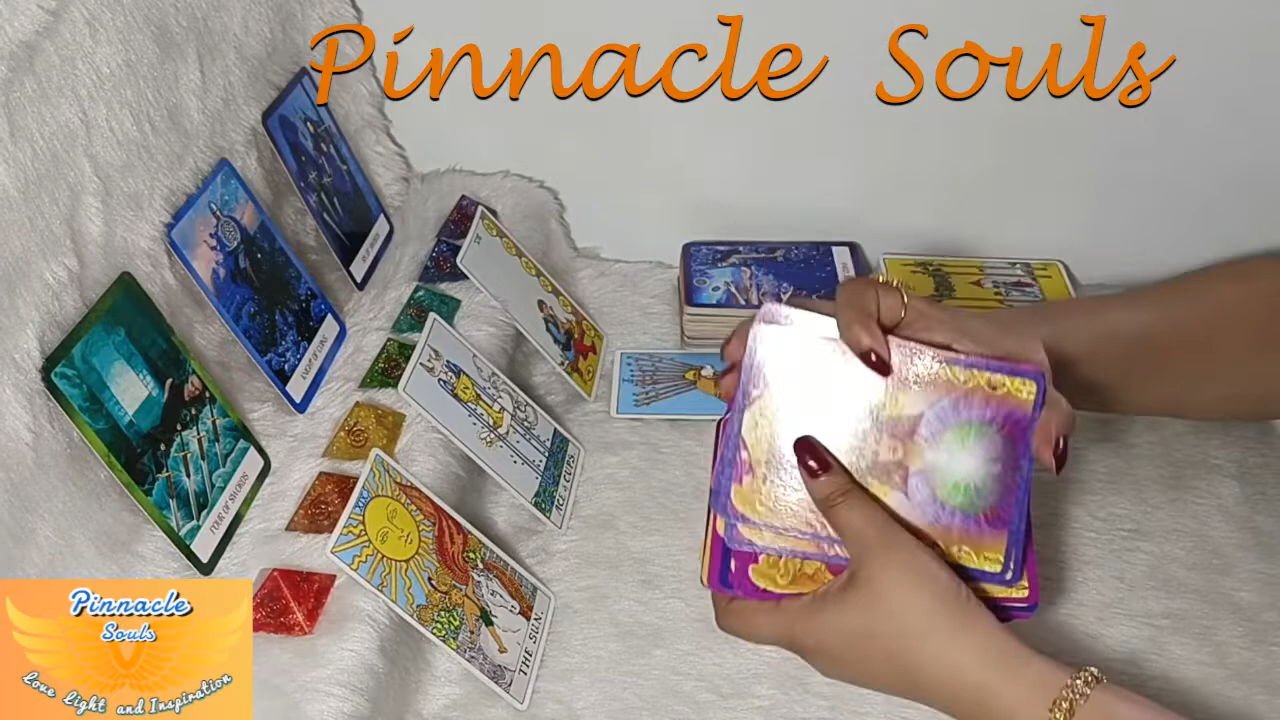 Pinnacle Souls
KNIGHT OF CUPS
FOUR OF SWORDS
ACE of CUPS.
THE SUN.
Pinnacle
Souls
Love Light and Inspiration